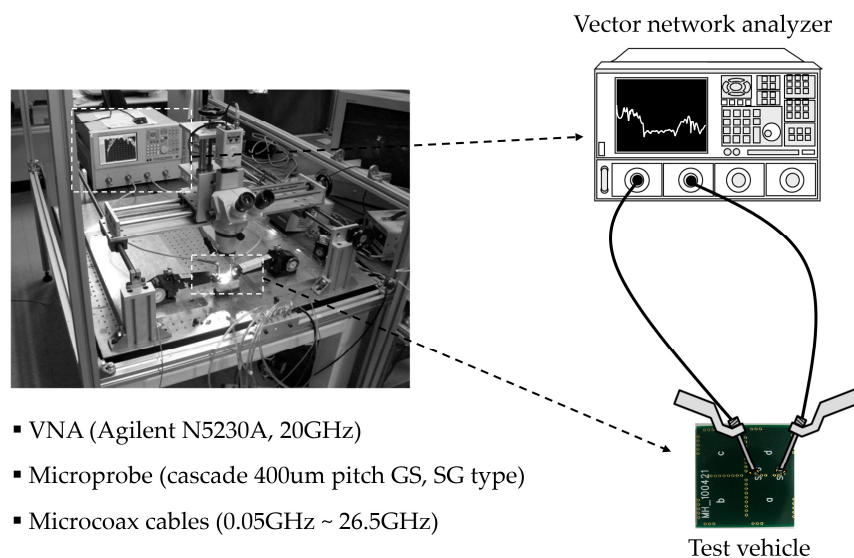 Vector network analyzer
▪ VNA (Agilent N5230A, 20GHz)
▪ Microprobe (cascade 400um pitch GS, SG type)
▪ Microcoax cables (0.05GHz ~ 26.5GHz)
MH_100421
c
d
b
a
Test vehicle